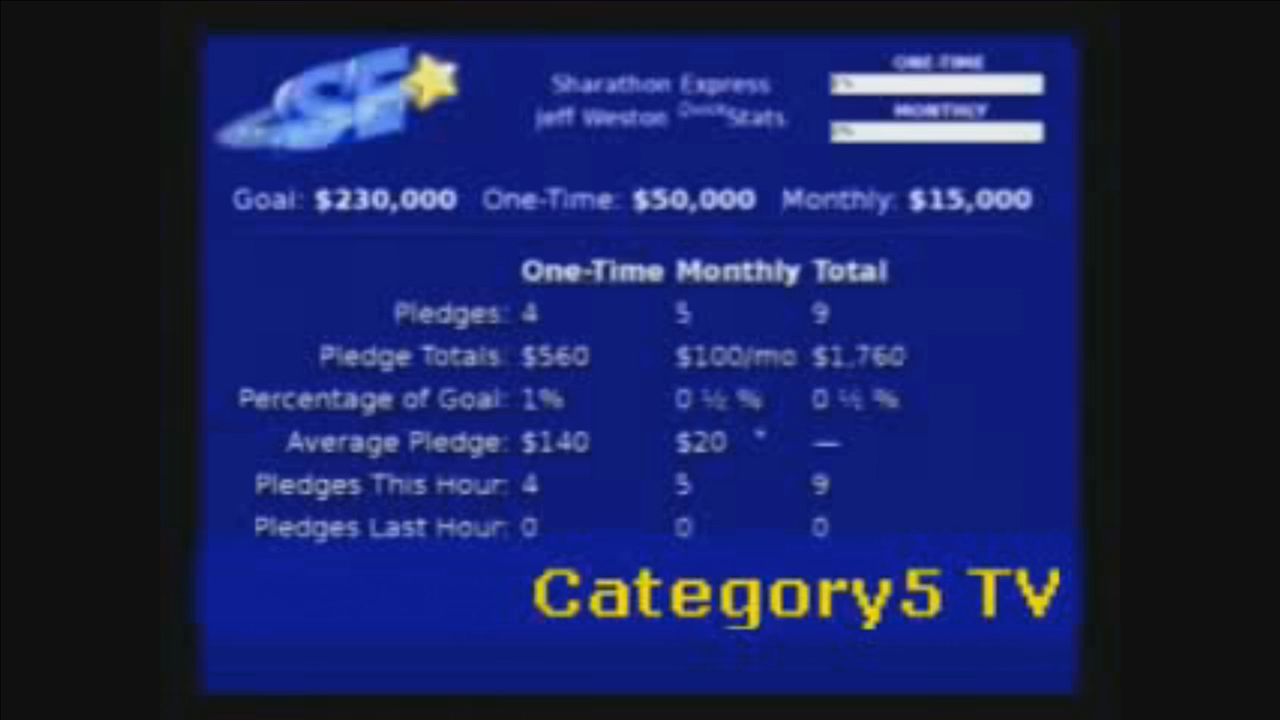 SE
ONE-TIME
Sharathon Express
MONTHLY
Jeff Weston QuickStats
Goal: $230,000 One-Time: $50,000 Monthly: $15,000
One-Time Monthly Total
Pledges: 4 5 9
Pledge Totals: $560 $100/mo $1,760
Percentage of Goal: 1% 0 ½ % 0 ½ %
Average Pledge: $140 $20 * —
Pledges This Hour: 4 5 9
Pledges Last Hour: 0 0 0
Category5 TV